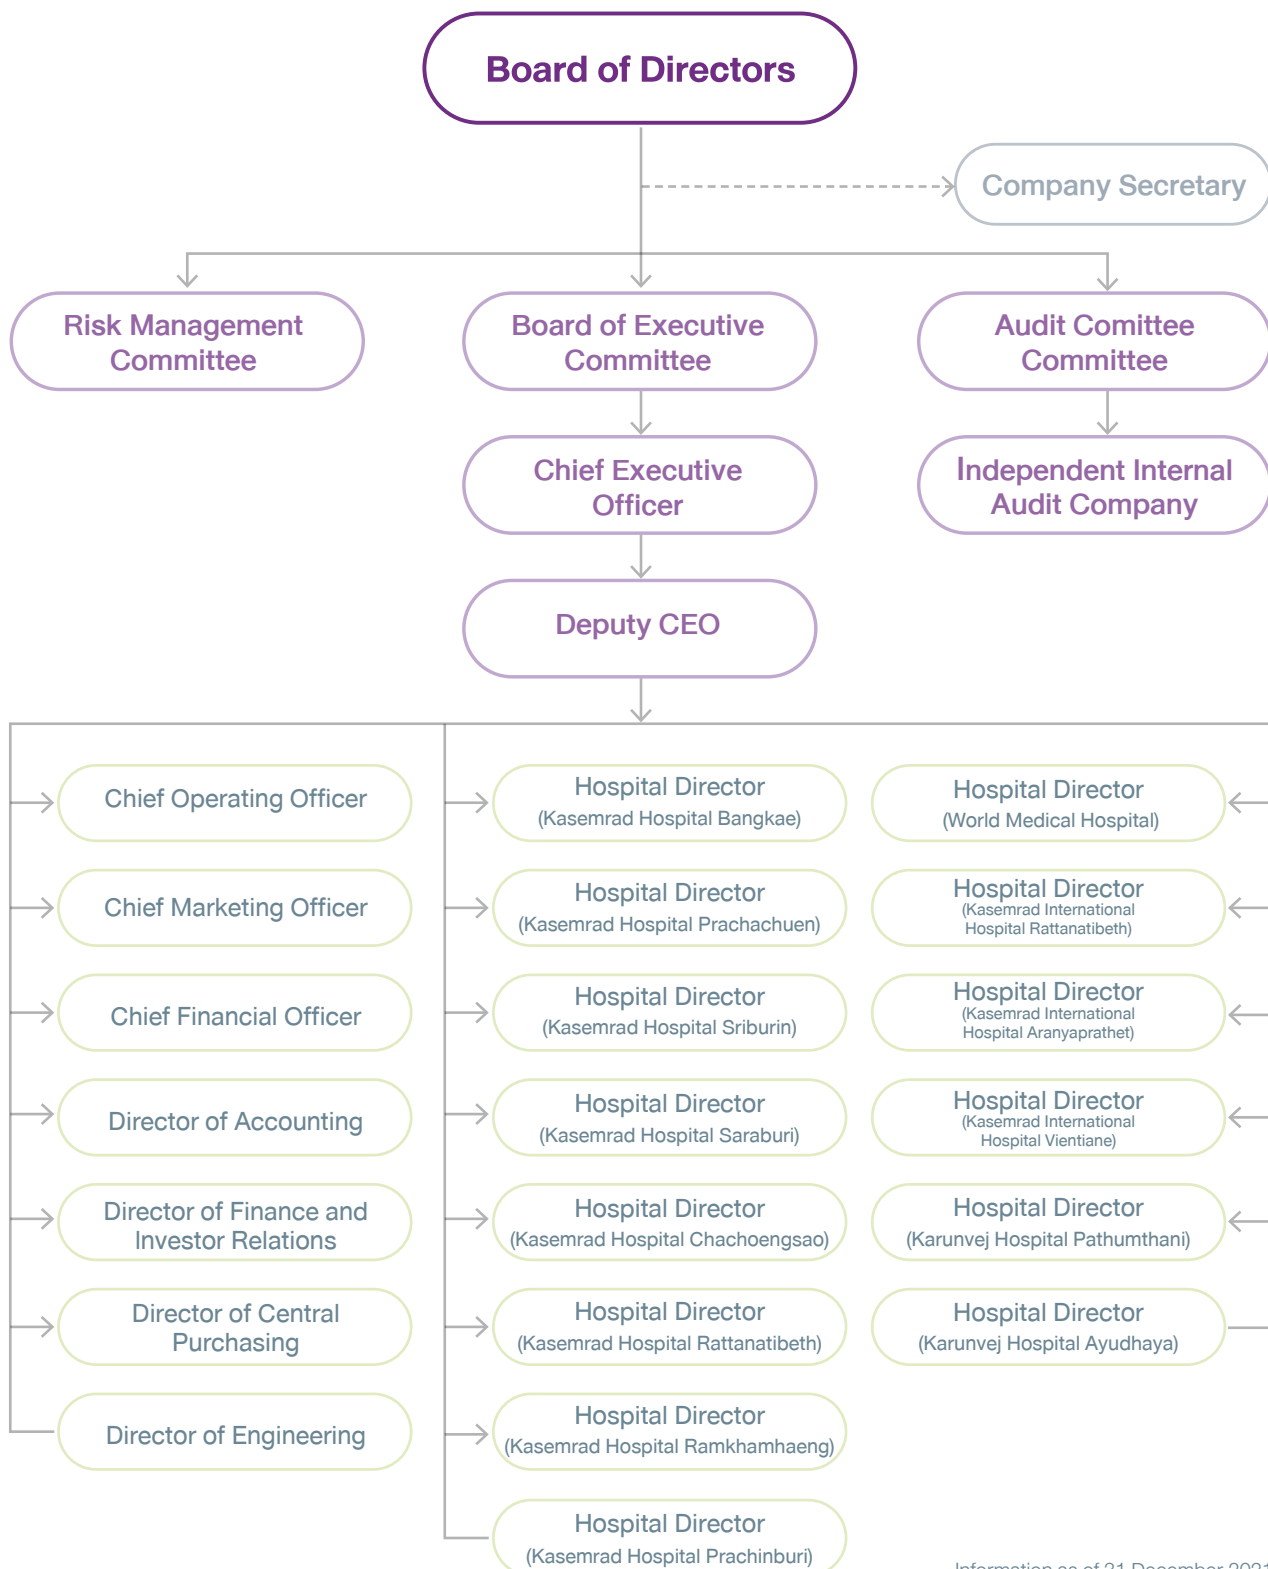 Board of Directors
Company Secretary
Risk Management
Committee
Board of Executive
Committee
Audit Comittee
Committee
Chief Executive
Officer
Independent Internal
Audit Company
Deputy CEO
Chief Operating Officer
Chief Marketing Officer
Chief Financial Officer
Director of Accounting
Director of Finance and
Investor Relations
Director of Central
Purchasing
Director of Engineering
Hospital Director
(Kasemrad Hospital Bangkae)
Hospital Director
(Kasemrad Hospital Prachachuen)
Hospital Director
(Kasemrad Hospital Sriburin)
Hospital Director
(Kasemrad Hospital Saraburi)
Hospital Director
(Kasemrad Hospital Chachoengsao)
Hospital Director
(Kasemrad Hospital Rattanatibeth)
Hospital Director
(Kasemrad Hospital Ramkhamhaeng)
Hospital Director
(Kasemrad Hospital Prachinburi)
Hospital Director
(World Medical Hospital)
Hospital Director
(Kasemrad International
Hospital Rattanatibeth)
Hospital Director
(Kasemrad International
Hospital Aranyaprathet)
Hospital Director
(Kasemrad International
Hospital Vientiane)
Hospital Director
(Karunvej Hospital Pathumthani)
Hospital Director
(Karunvej Hospital Ayudhaya)
Information as of 31 December 2021